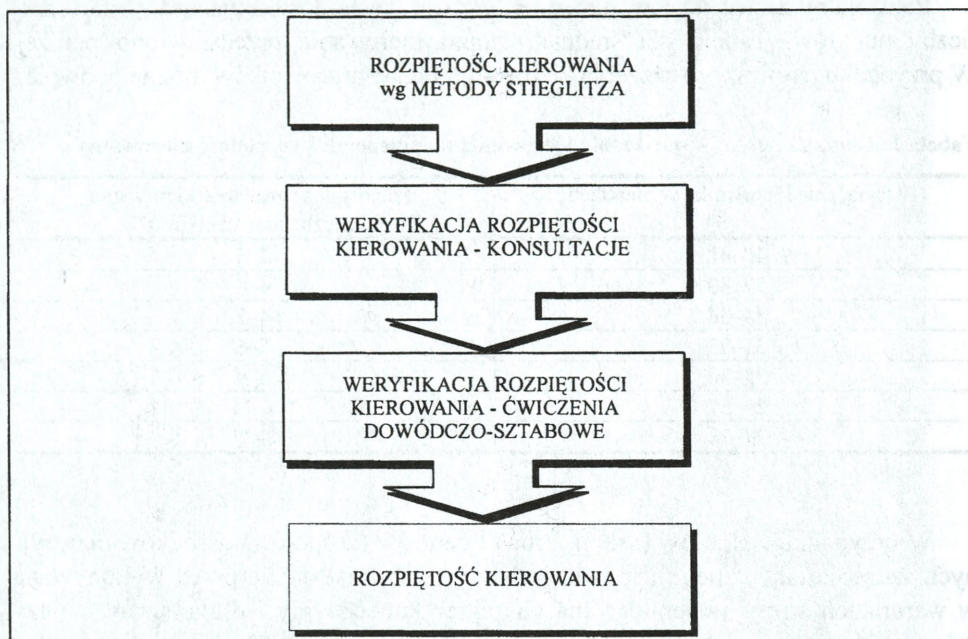 ROZPIĘTOŚĆ KIEROWANIA
wg METODY STIEGLITZA
WERYFIKACJA ROZPIĘTOŚCI
KIEROWANIA - KONSULTACJE
WERYFIKACJA ROZPIĘTOŚCI
KIEROWANIA - ĆWICZENIA
DOWÓDCZO-SZTABOWE
ROZPIĘTOŚĆ KIEROWANIA